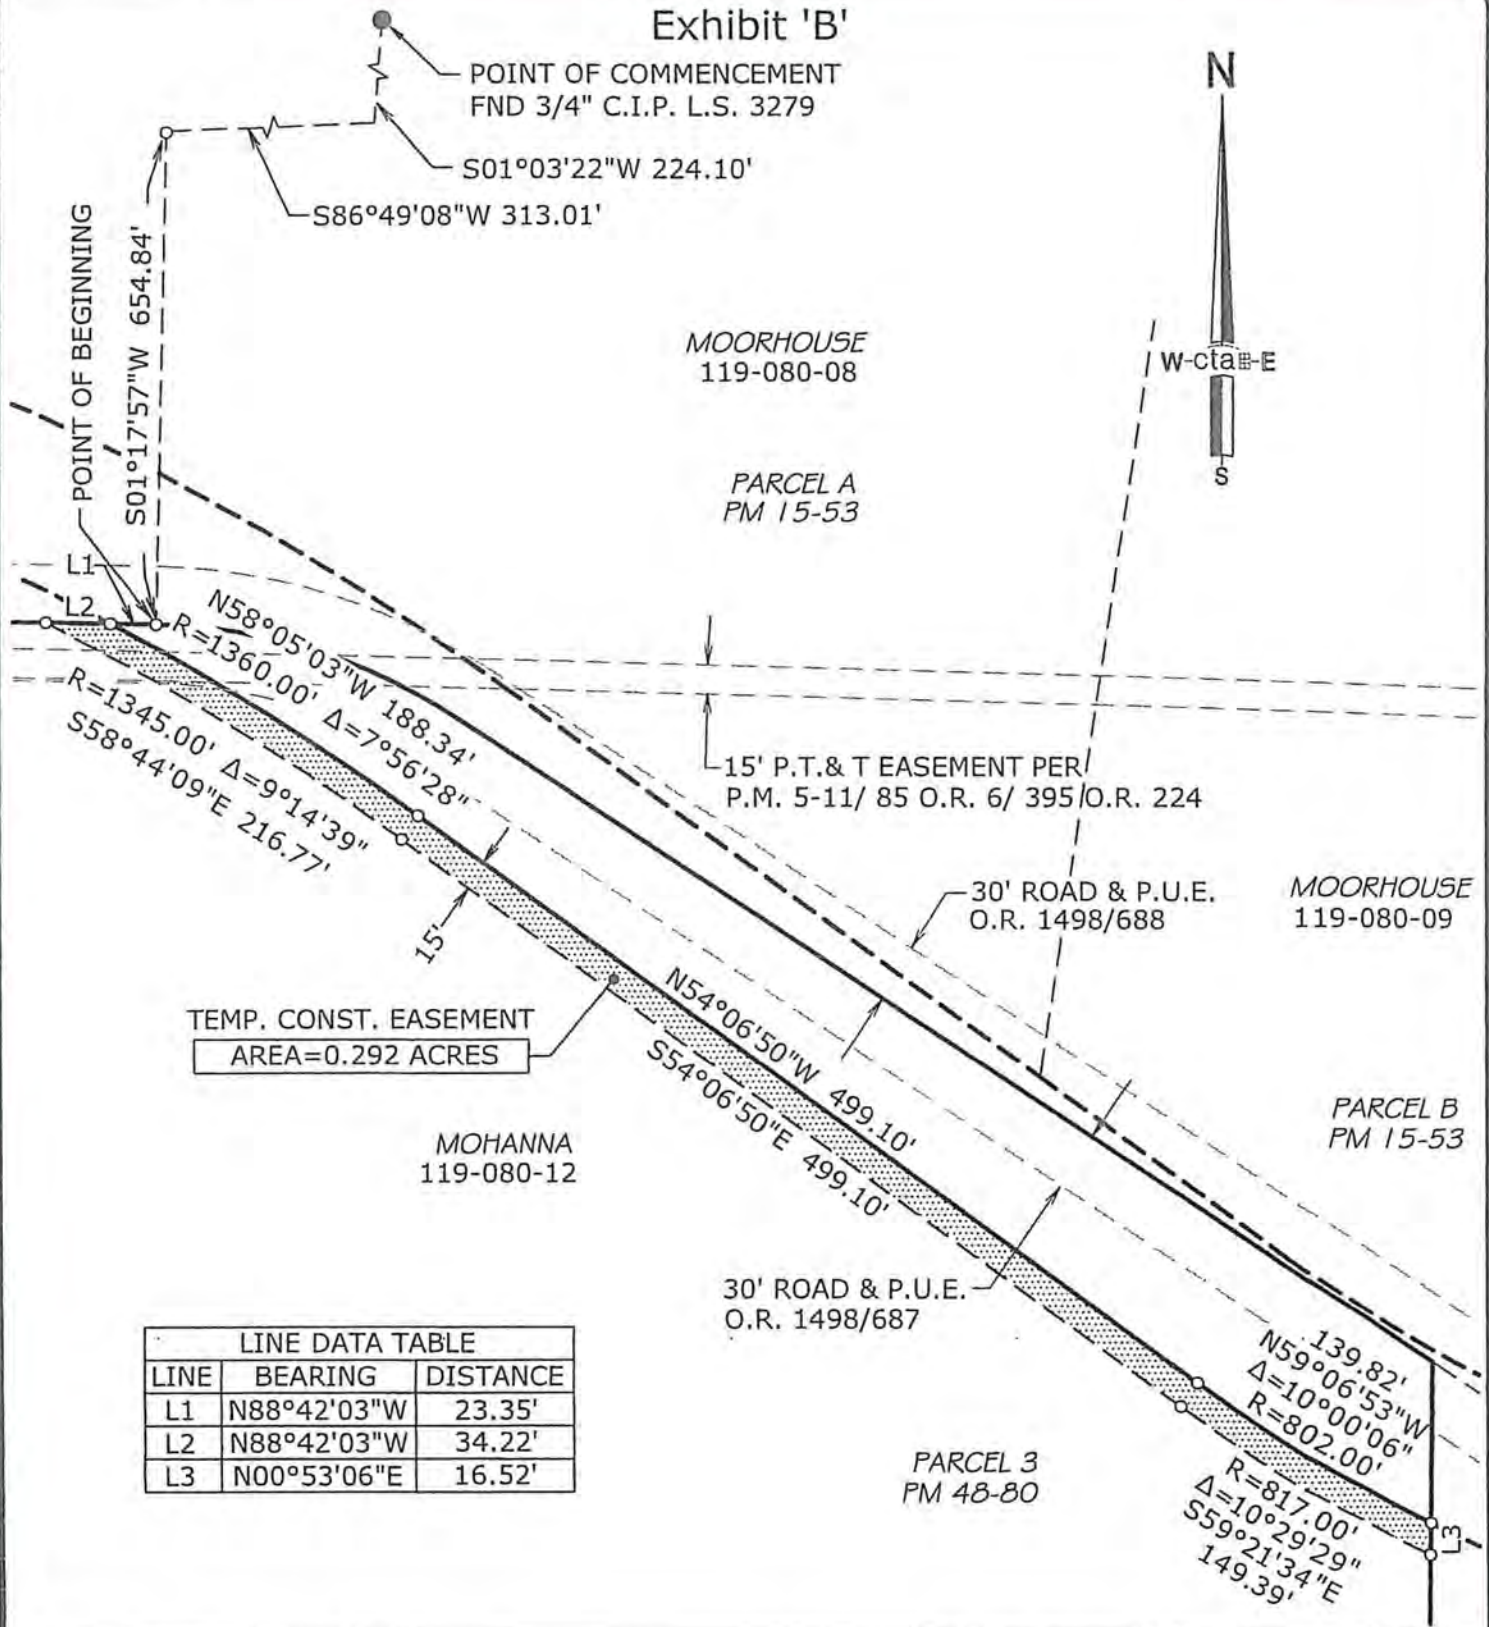 Exhibit 'B'
POINT OF COMMENCEMENT
FND 3/4" C.I.P. L.S. 3279
S01°03'22"W 224.10'
S86°49'08"W 313.01'
POINT OF BEGINNING
S01°17'57"W 654.84'
N
W-cta-E
S
MOORHOUSE
119-080-08
PARCEL A
PM 15-53
L1
L2
N58°05'03"W 188.34'
R=1360.00' Δ=7°56'28"
R=1345.00' Δ=9°14'39"
S58°44'09"E 216.77'
15' P.T.& T EASEMENT PER
P.M. 5-11/ 85 O.R. 6/ 395 O.R. 224
30' ROAD & P.U.E.
O.R. 1498/688
MOORHOUSE
119-080-09
15'
TEMP. CONST. EASEMENT
AREA=0.292 ACRES
N54°06'50"W 499.10'
S54°06'50"E 499.10'
MOHANNA
119-080-12
PARCEL B
PM 15-53
30' ROAD & P.U.E.
O.R. 1498/687
139.82'
N59°06'53"W
Δ=10°00'06"
R=802.00'
R=817.00'
Δ=10°29'29"
S59°21'34"E
149.39'
L3
PARCEL 3
PM 48-80
LINE DATA TABLE
LINE BEARING DISTANCE
L1 N88°42'03"W 23.35'
L2 N88°42'03"W 34.22'
L3 N00°53'06"E 16.52'